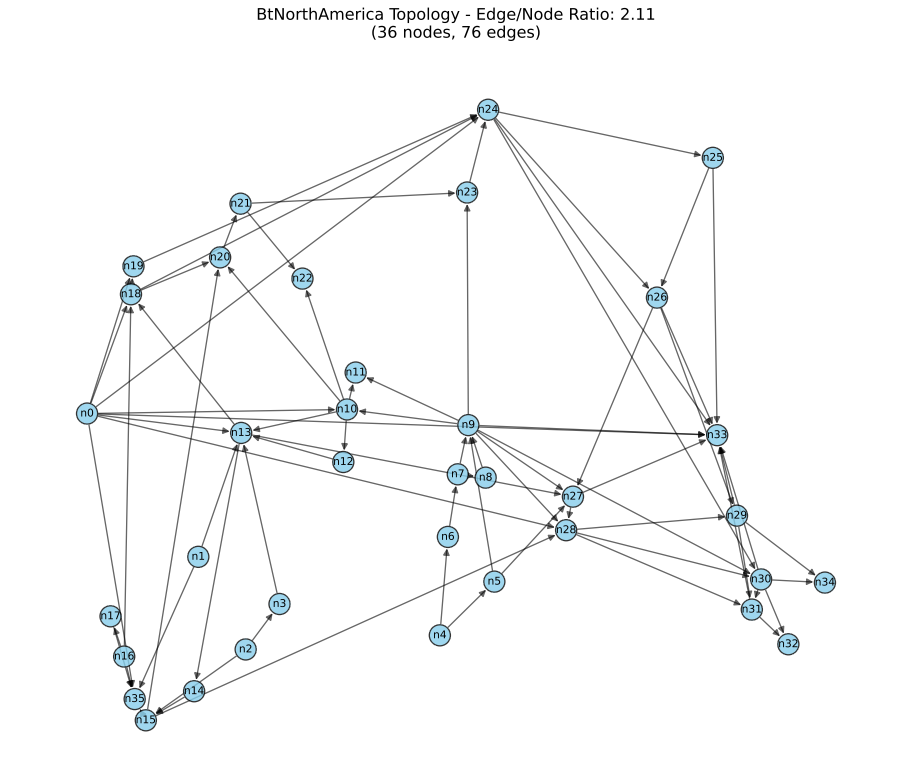 BtNorthAmerica Topology - Edge/Node Ratio: 2.11
(36 nodes, 76 edges)
n24
n25
n23
n21
n20
n19
n22
n18
n26
n11
n10
n0
n9
n13
n33
n12
n7
n8
n27
n29
n28
n6
n1
n30
n5
n34
n3
n31
n17
n4
n32
n2
n16
n14
n35
n15